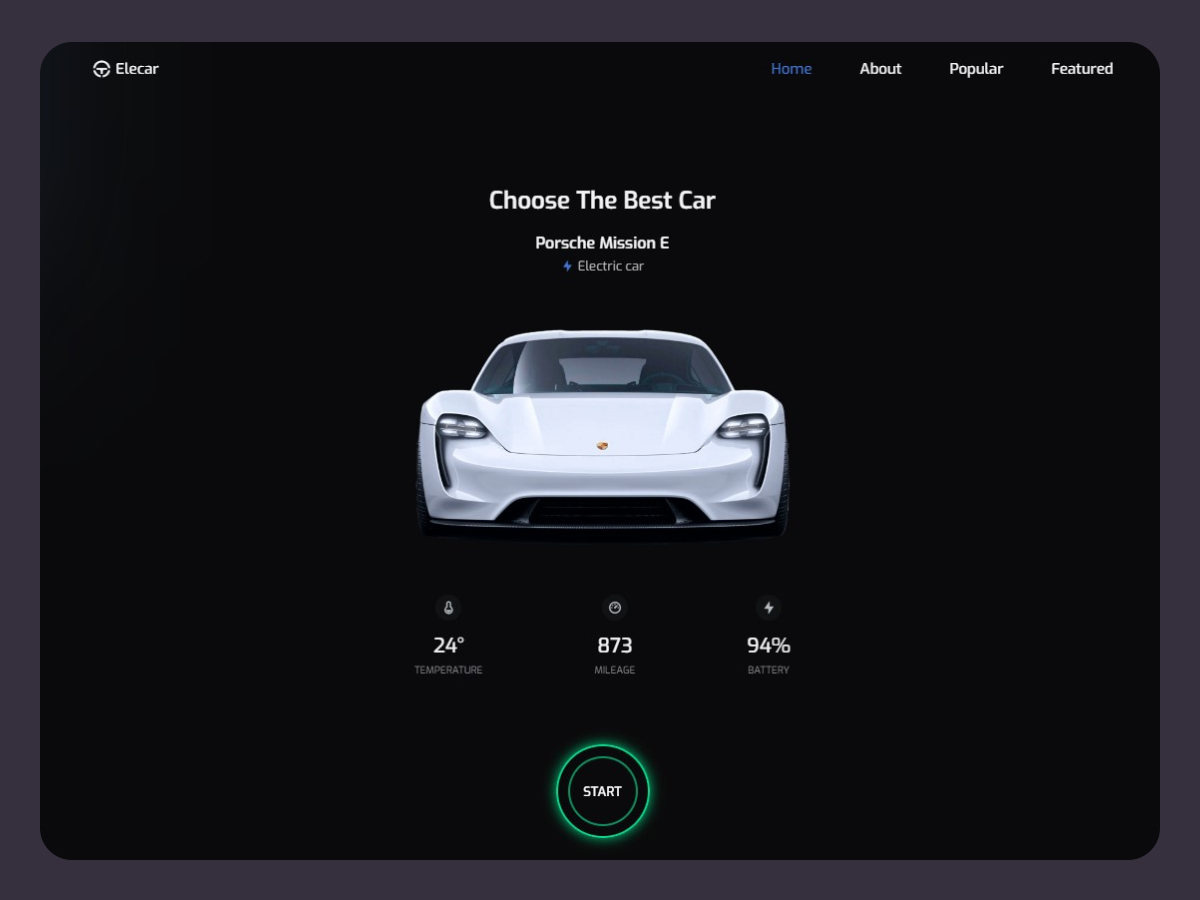 Elecar
Home About Popular Featured
Choose The Best Car
Porsche Mission E
Electric car
24° 873 94%
TEMPERATURE MILEAGE BATTERY
START